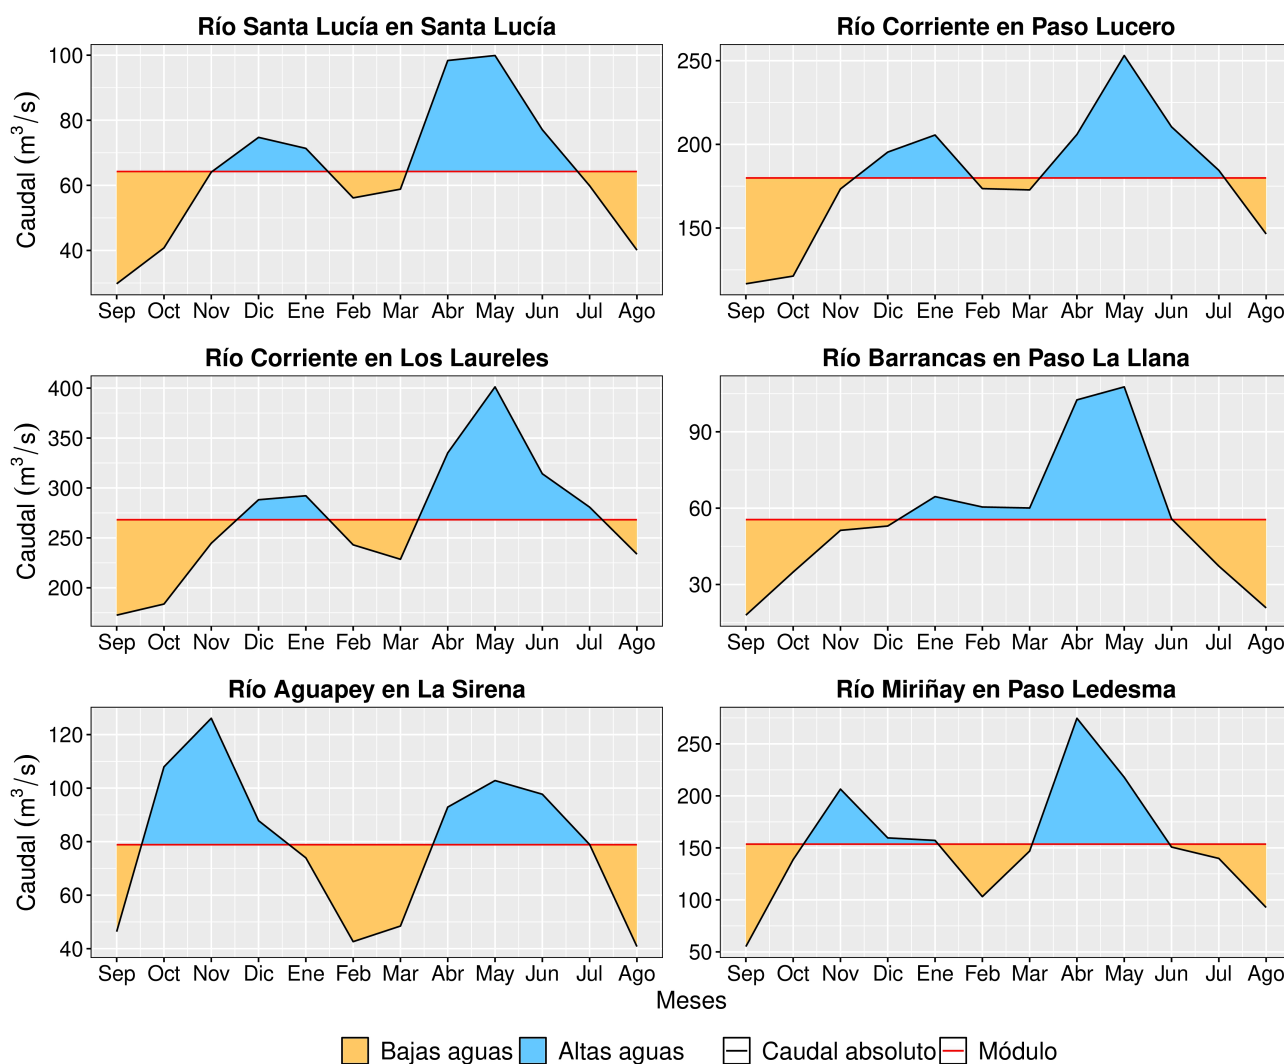 Río Santa Lucía en Santa Lucía
Caudal (m³/s)
100
80
60
40
Sep Oct Nov Dic Ene Feb Mar Abr May Jun Jul Ago
Río Corriente en Paso Lucero
250
200
150
Sep Oct Nov Dic Ene Feb Mar Abr May Jun Jul Ago
Río Corriente en Los Laureles
Caudal (m³/s)
400
350
300
250
200
Sep Oct Nov Dic Ene Feb Mar Abr May Jun Jul Ago
Río Barrancas en Paso La Llana
90
60
30
Sep Oct Nov Dic Ene Feb Mar Abr May Jun Jul Ago
Río Aguapey en La Sirena
Caudal (m³/s)
120
100
80
60
40
Sep Oct Nov Dic Ene Feb Mar Abr May Jun Jul Ago
Río Miriñay en Paso Ledesma
250
200
150
100
50
Sep Oct Nov Dic Ene Feb Mar Abr May Jun Jul Ago
Meses
Bajas aguas Altas aguas Caudal absoluto Módulo